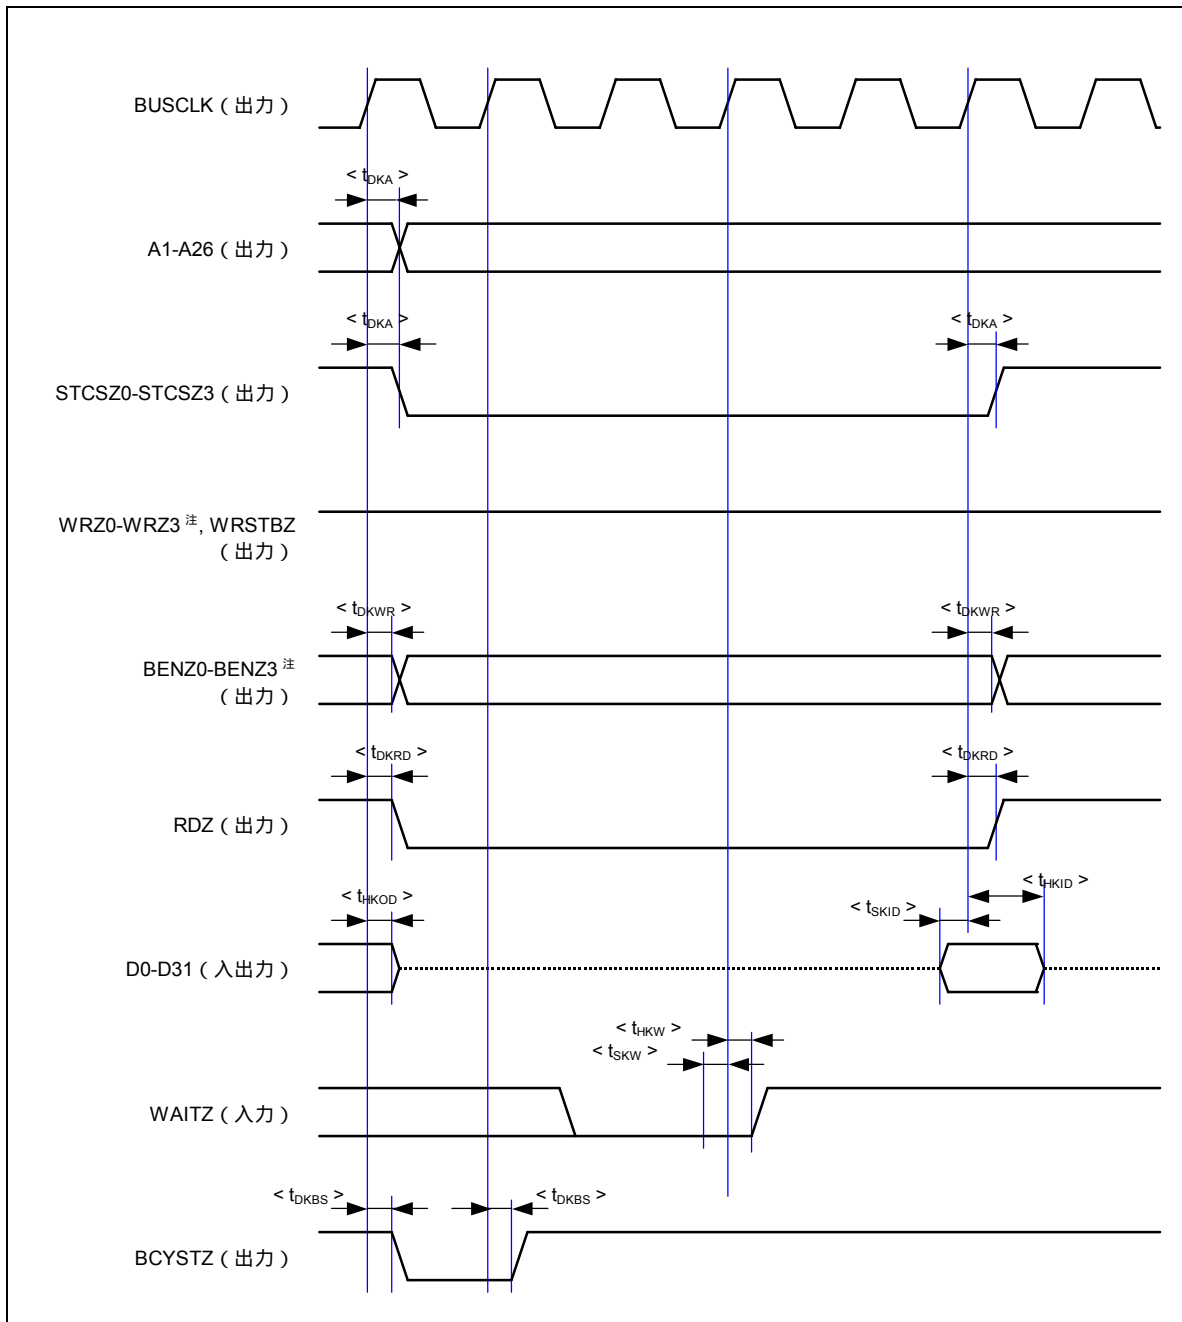 BUSCLK（出力）
< tDKA >
A1-A26（出力）
< tDKA >
< tDKA >
STCSZ0-STCSZ3（出力）
WRZ0-WRZ3 注, WRSTBZ
（出力）
< tDKWR >
< tDKWR >
BENZ0-BENZ3 注
（出力）
< tDKRD >
< tDKRD >
RDZ（出力）
< tHKOD >
< tSKID >
< tHKID >
D0-D31（入出力）
< tHKW >
< tSKW >
WAITZ（入力）
< tDKBS >
< tDKBS >
BCYSTZ（出力）